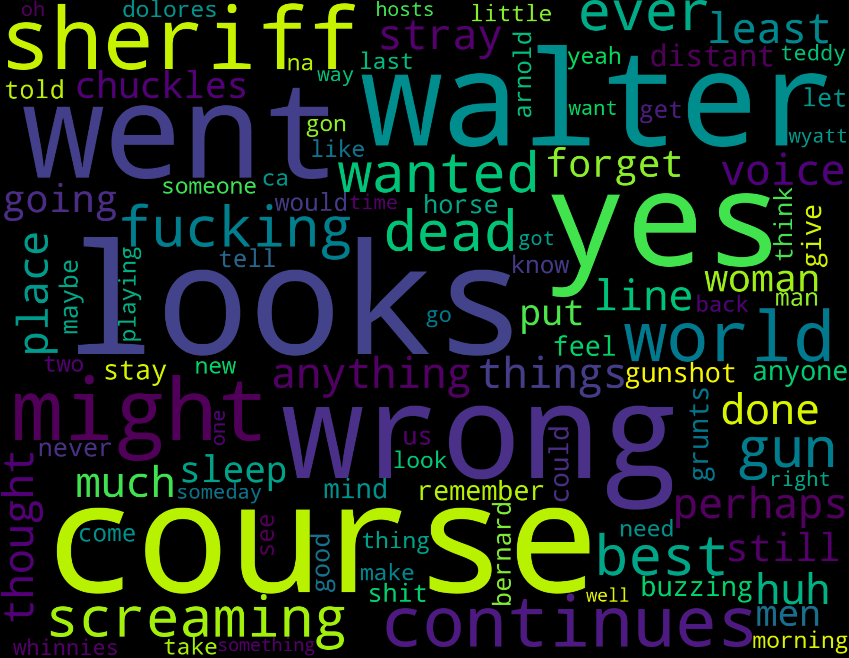 oh dolores hosts little ever least
sheriff na way last stray arnold yeah distant teddy
told chuckles walter want get let
went gon like wyatt
wanted forget voice
going someone ca would time yes think give
fucking dead horse got
place maybe playing tell looks know woman man
go put line back
world
two stay new feel gunshot anyone
might anything things
one wrong us done
never could grunts gun
thought much sleep look right
someday mind remember perhaps
course see
come good thing bernard need best still
make shit buzzing huh
screaming continues well men
whinnies take something morning